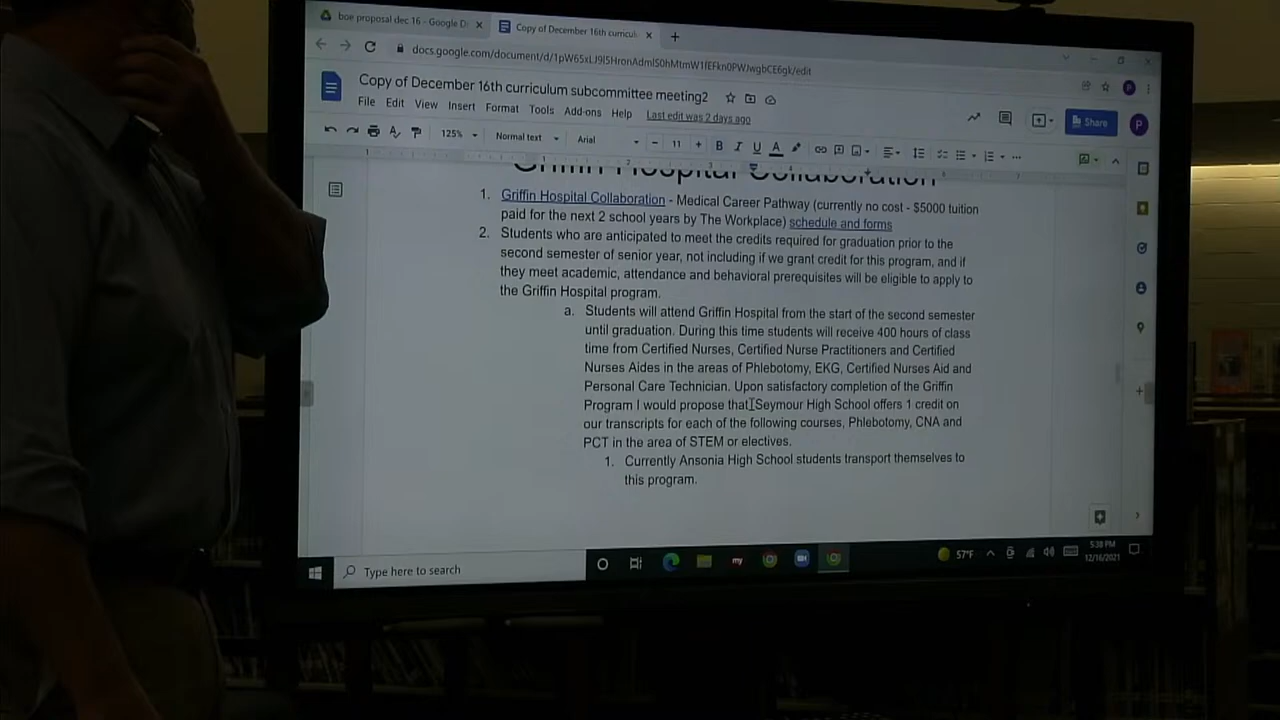 boe proposal dec 16 - Google D
Copy of December 16th curricul
docs.google.com/document/d/
/edit
Copy of December 16th curriculum subcommittee meeting2
File Edit View Insert Format Tools Add-ons Help Last edit was 2 days ago
Share
P
125% Normal text Arial 11 B I U A
Griffin Hospital Collaboration
1. Griffin Hospital Collaboration - Medical Career Pathway (currently no cost - $5000 tuition
paid for the next 2 school years by The Workplace) schedule and forms
2. Students who are anticipated to meet the credits required for graduation prior to the
second semester of senior year, not including if we grant credit for this program, and if
they meet academic, attendance and behavioral prerequisites will be eligible to apply to
the Griffin Hospital program.
a. Students will attend Griffin Hospital from the start of the second semester
until graduation. During this time students will receive 400 hours of class
time from Certified Nurses, Certified Nurse Practitioners and Certified
Nurses Aides in the areas of Phlebotomy, EKG, Certified Nurses Aid and
Personal Care Technician. Upon satisfactory completion of the Griffin
Program I would propose that Seymour High School offers 1 credit on
our transcripts for each of the following courses, Phlebotomy, CNA and
PCT in the area of STEM or electives.
1. Currently Ansonia High School students transport themselves to
this program.
Type here to search
my
57°F
5:38 PM
12/16/2021